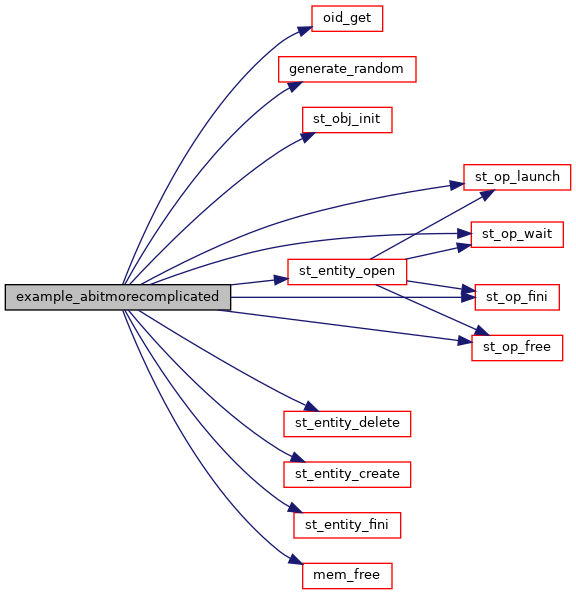 oid_get
generate_random
st_obj_init
st_op_launch
st_op_wait
st_entity_open
example_abitmorecomplicated
st_op_fini
st_op_free
st_entity_delete
st_entity_create
st_entity_fini
mem_free